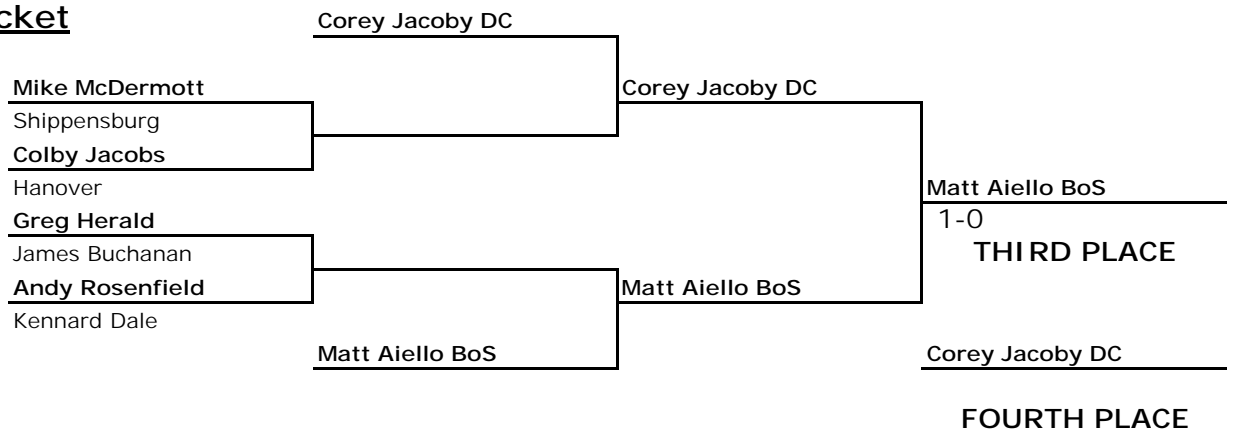 cket
Corey Jacoby DC
Mike McDermott
Corey Jacoby DC
Shippensburg
Colby Jacobs
Hanover
Matt Aiello BoS
Greg Herald
1-0
James Buchanan
THIRD PLACE
Andy Rosenfield
Matt Aiello BoS
Kennard Dale
Matt Aiello BoS
Corey Jacoby DC
FOURTH PLACE